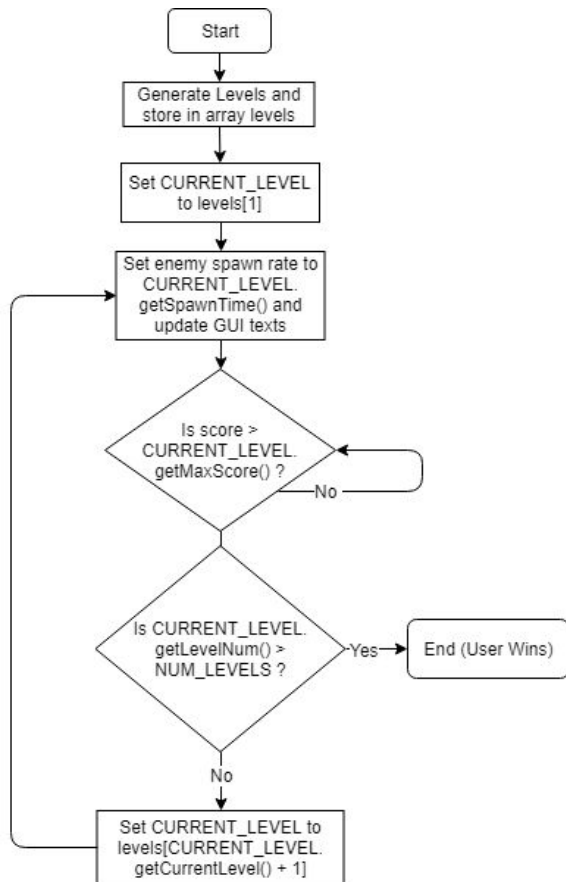 Start
Generate Levels and
store in array levels
Set CURRENT_LEVEL
to levels[1]
Set enemy spawn rate to
CURRENT_LEVEL.
getSpawnTime() and
update GUI texts
Is score >
CURRENT_LEVEL.
getMaxScore() ?
No
Is CURRENT_LEVEL.
getLevelNum() >
NUM_LEVELS ?
Yes
End (User Wins)
No
Set CURRENT_LEVEL to
levels[CURRENT_LEVEL.
getCurrentLevel() + 1]